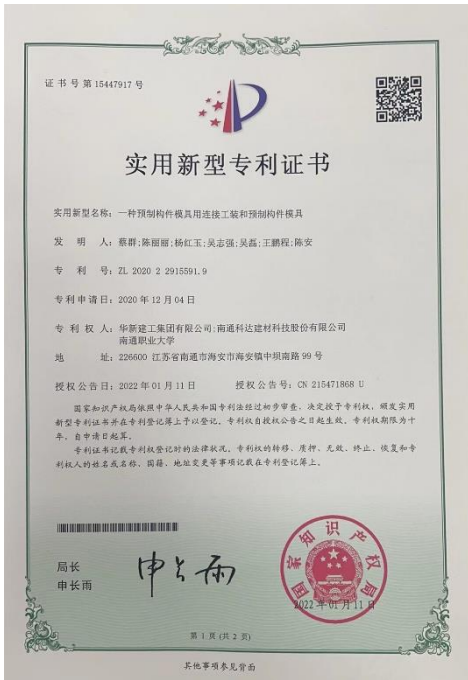 证书号第15447917号
实用新型专利证书
实用新型名称：一种预制构件模具用连接工装和预制构件模具
发明人：蔡群;陈丽丽;杨红玉;吴志强;吴磊;王鹏程;陈安
专利号：ZL 2020 2 2915591.9
专利申请日：2020年12月04日
专利权人：华新建工集团有限公司;南通科达建材科技股份有限公司
南通职业大学
地址：226600 江苏省南通市海安市海安镇中坝南路99号
授权公告日：2022年01月11日 授权公告号：CN 215471868 U
国家知识产权局依照中华人民共和国专利法经过初步审查，决定授予专利权，颁发实用
新型专利证书并在专利登记簿上予以登记。专利权自授权公告之日起生效。专利权期限为十
年，自申请日起算。
专利证书记载专利权登记时的法律状况。专利权的转移、质押、无效、终止、恢复和专
利权人的姓名或名称、国籍、地址变更等事项记载在专利登记簿上。
局长
申长雨
申长雨
国家知识产权局
2022年01月11日
第1页(共2页)
其他事项参见背面